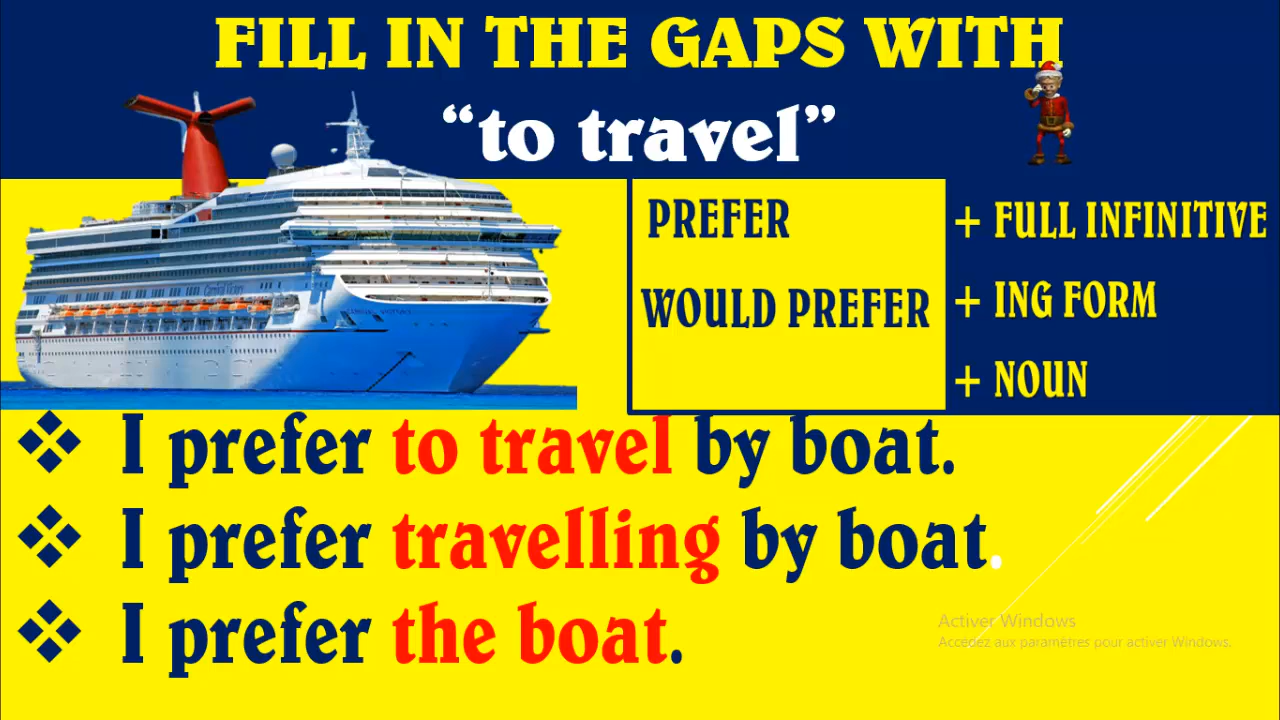 FILL IN THE GAPS WITH
“to travel”
PREFER
WOULD PREFER
+ FULL INFINITIVE
+ ING FORM
+ NOUN
❖ I prefer to travel by boat.
❖ I prefer travelling by boat.
❖ I prefer the boat.
Activer Windows
Accédez aux paramètres pour activer Windows.